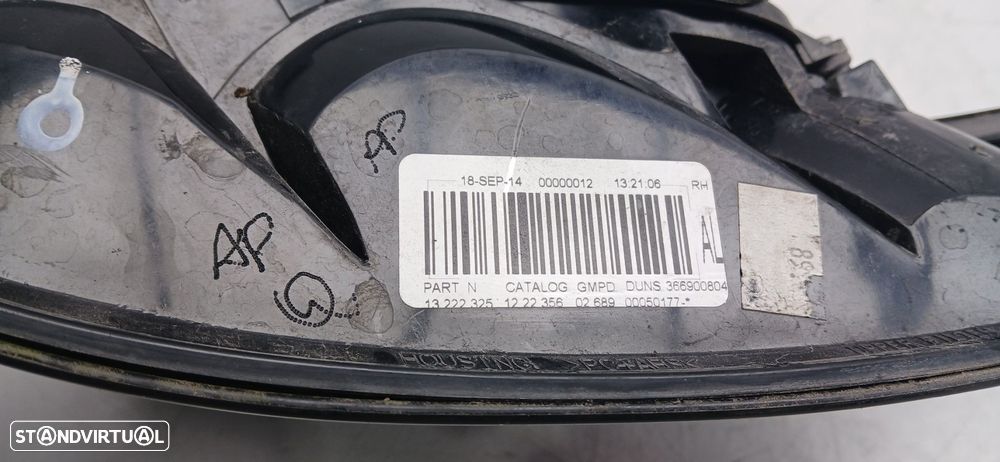 AP
AP
18-SEP-14 00000012 13:21:06 RH
AL
PART N CATALOG GMPD. DUNS 366900804
13.222.325 12 22 356 02 689 00050177-*
HOUSING
STANDVIRTUAL